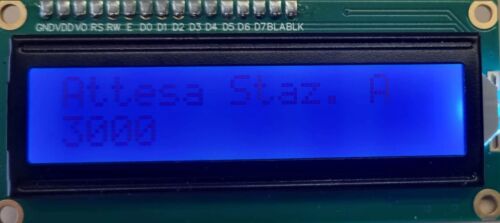 GND VDD VO RS RW E D0 D1 D2 D3 D4 D5 D6 D7 BLA BLK
Attesa Staz. A
3000